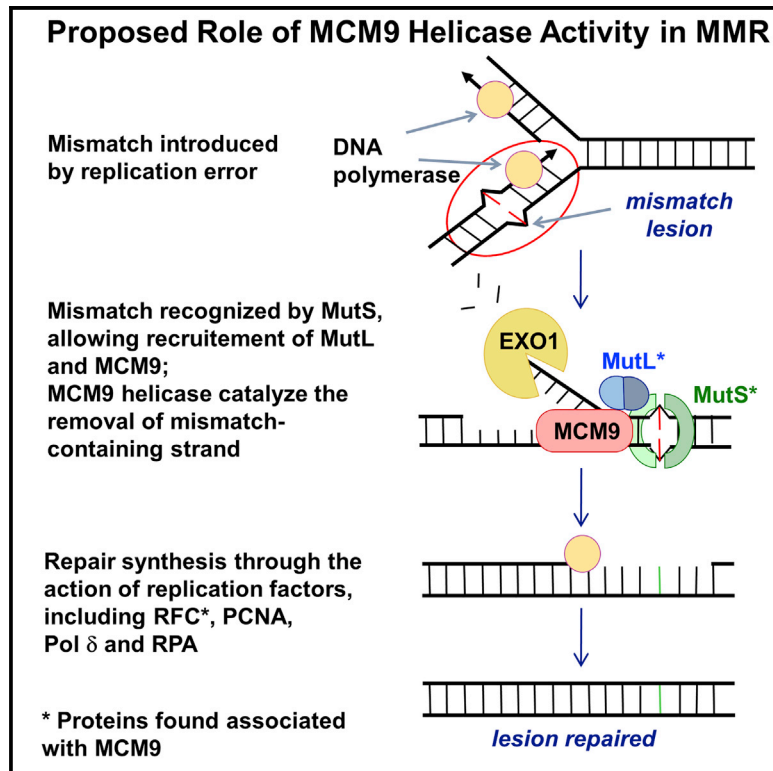 Proposed Role of MCM9 Helicase Activity in MMR
Mismatch introduced
by replication error
DNA
polymerase
mismatch
lesion
Mismatch recognized by MutS,
allowing recruitement of MutL
and MCM9;
MCM9 helicase catalyze the
removal of mismatch-
containing strand
EXO1
MutL*
MutS*
MCM9
Repair synthesis through the
action of replication factors,
including RFC*, PCNA,
Pol δ and RPA
* Proteins found associated
with MCM9
lesion repaired